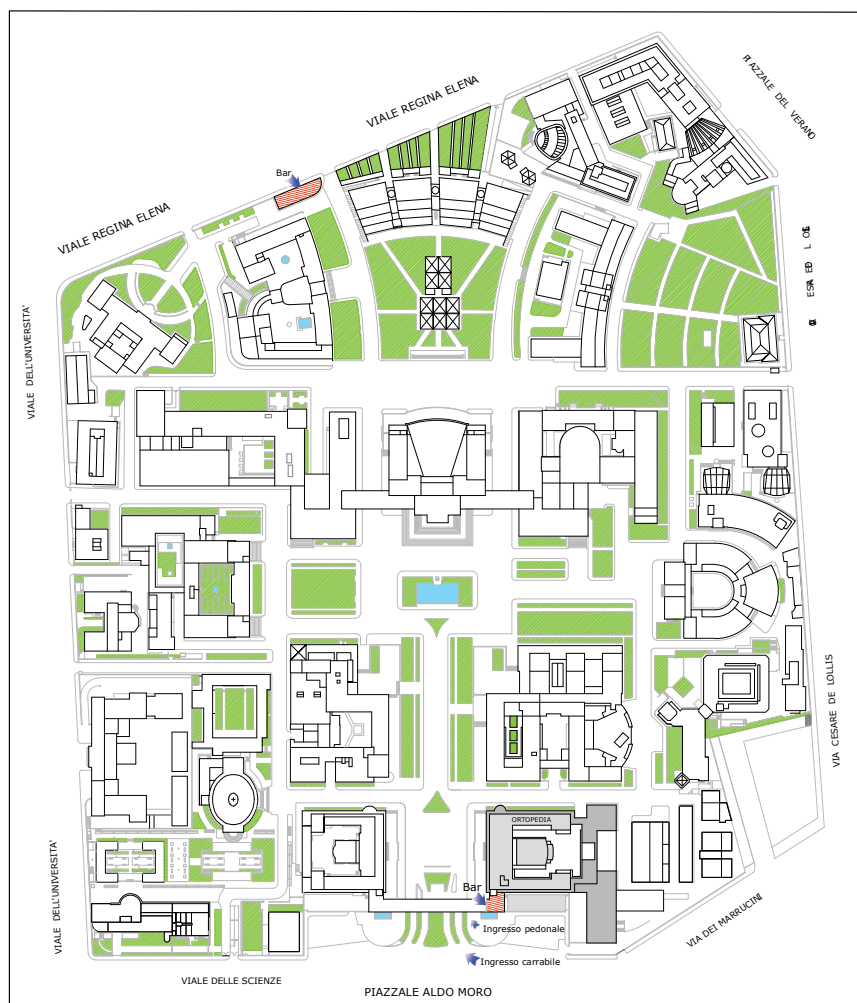 VIALE REGINA ELENA
PIAZZALE DEL VERANO
Bar
VIALE REGINA ELENA
VIALE DELL'UNIVERSITA'
VIA CESARE DE LOLLIS
ORTOPEDIA
Bar
VIALE DELL'UNIVERSITA'
Ingresso pedonale
VIA DEI MARRUCINI
Ingresso carrabile
VIALE DELLE SCIENZE
PIAZZALE ALDO MORO